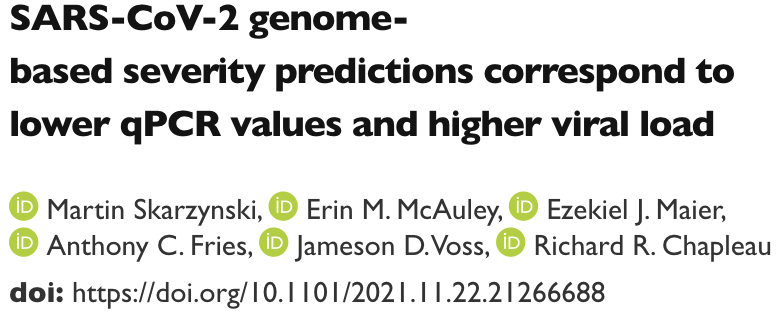 SARS-CoV-2 genome-
based severity predictions correspond to
lower qPCR values and higher viral load
iD Martin Skarzynski, iD Erin M. McAuley, iD Ezekiel J. Maier,
iD Anthony C. Fries, iD Jameson D. Voss, iD Richard R. Chapleau
doi: https://doi.org/10.1101/2021.11.22.21266688